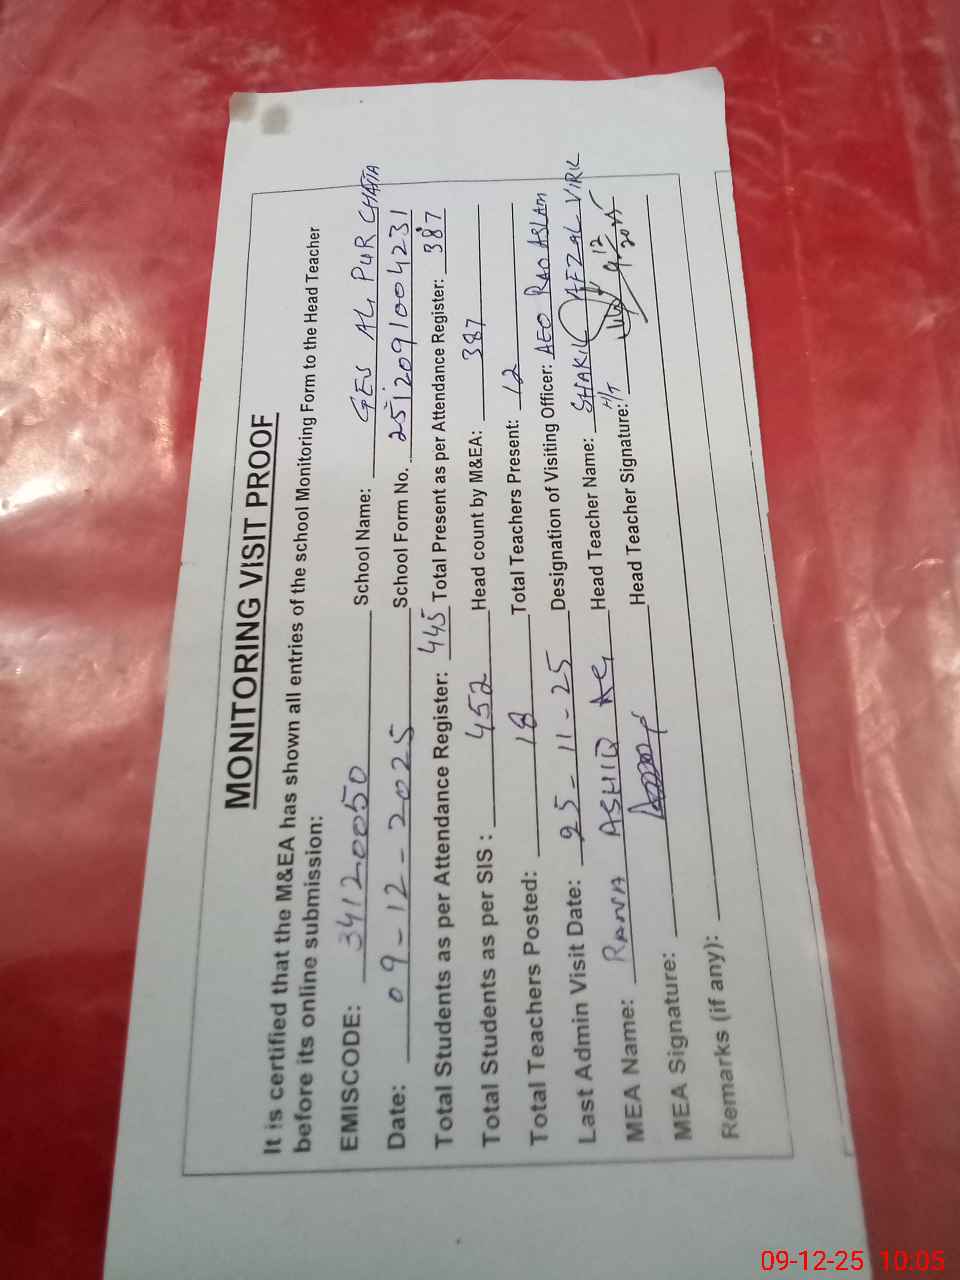 MONITORING VISIT PROOF
It is certified that the M&EA has shown all entries of the school Monitoring Form to the Head Teacher
before its online submission:
EMISCODE: 34120050 School Name: GES ALI PUR CHATTA
Date: 09-12-2025 School Form No. 2512091004231
Total Students as per Attendance Register: 445 Total Present as per Attendance Register: 387
Total Students as per SIS : 452 Head count by M&EA: 387
Total Teachers Posted: 18 Total Teachers Present: 12
Last Admin Visit Date: 25-11-25 Designation of Visiting Officer: AEO RAO ASLAM
MEA Name: RANA ASHIQ Head Teacher Name: SHAKIL AFZAL VIRK
MEA Signature: Head Teacher Signature: H/T 9.12 2025
Remarks (if any):
09-12-25 10:05